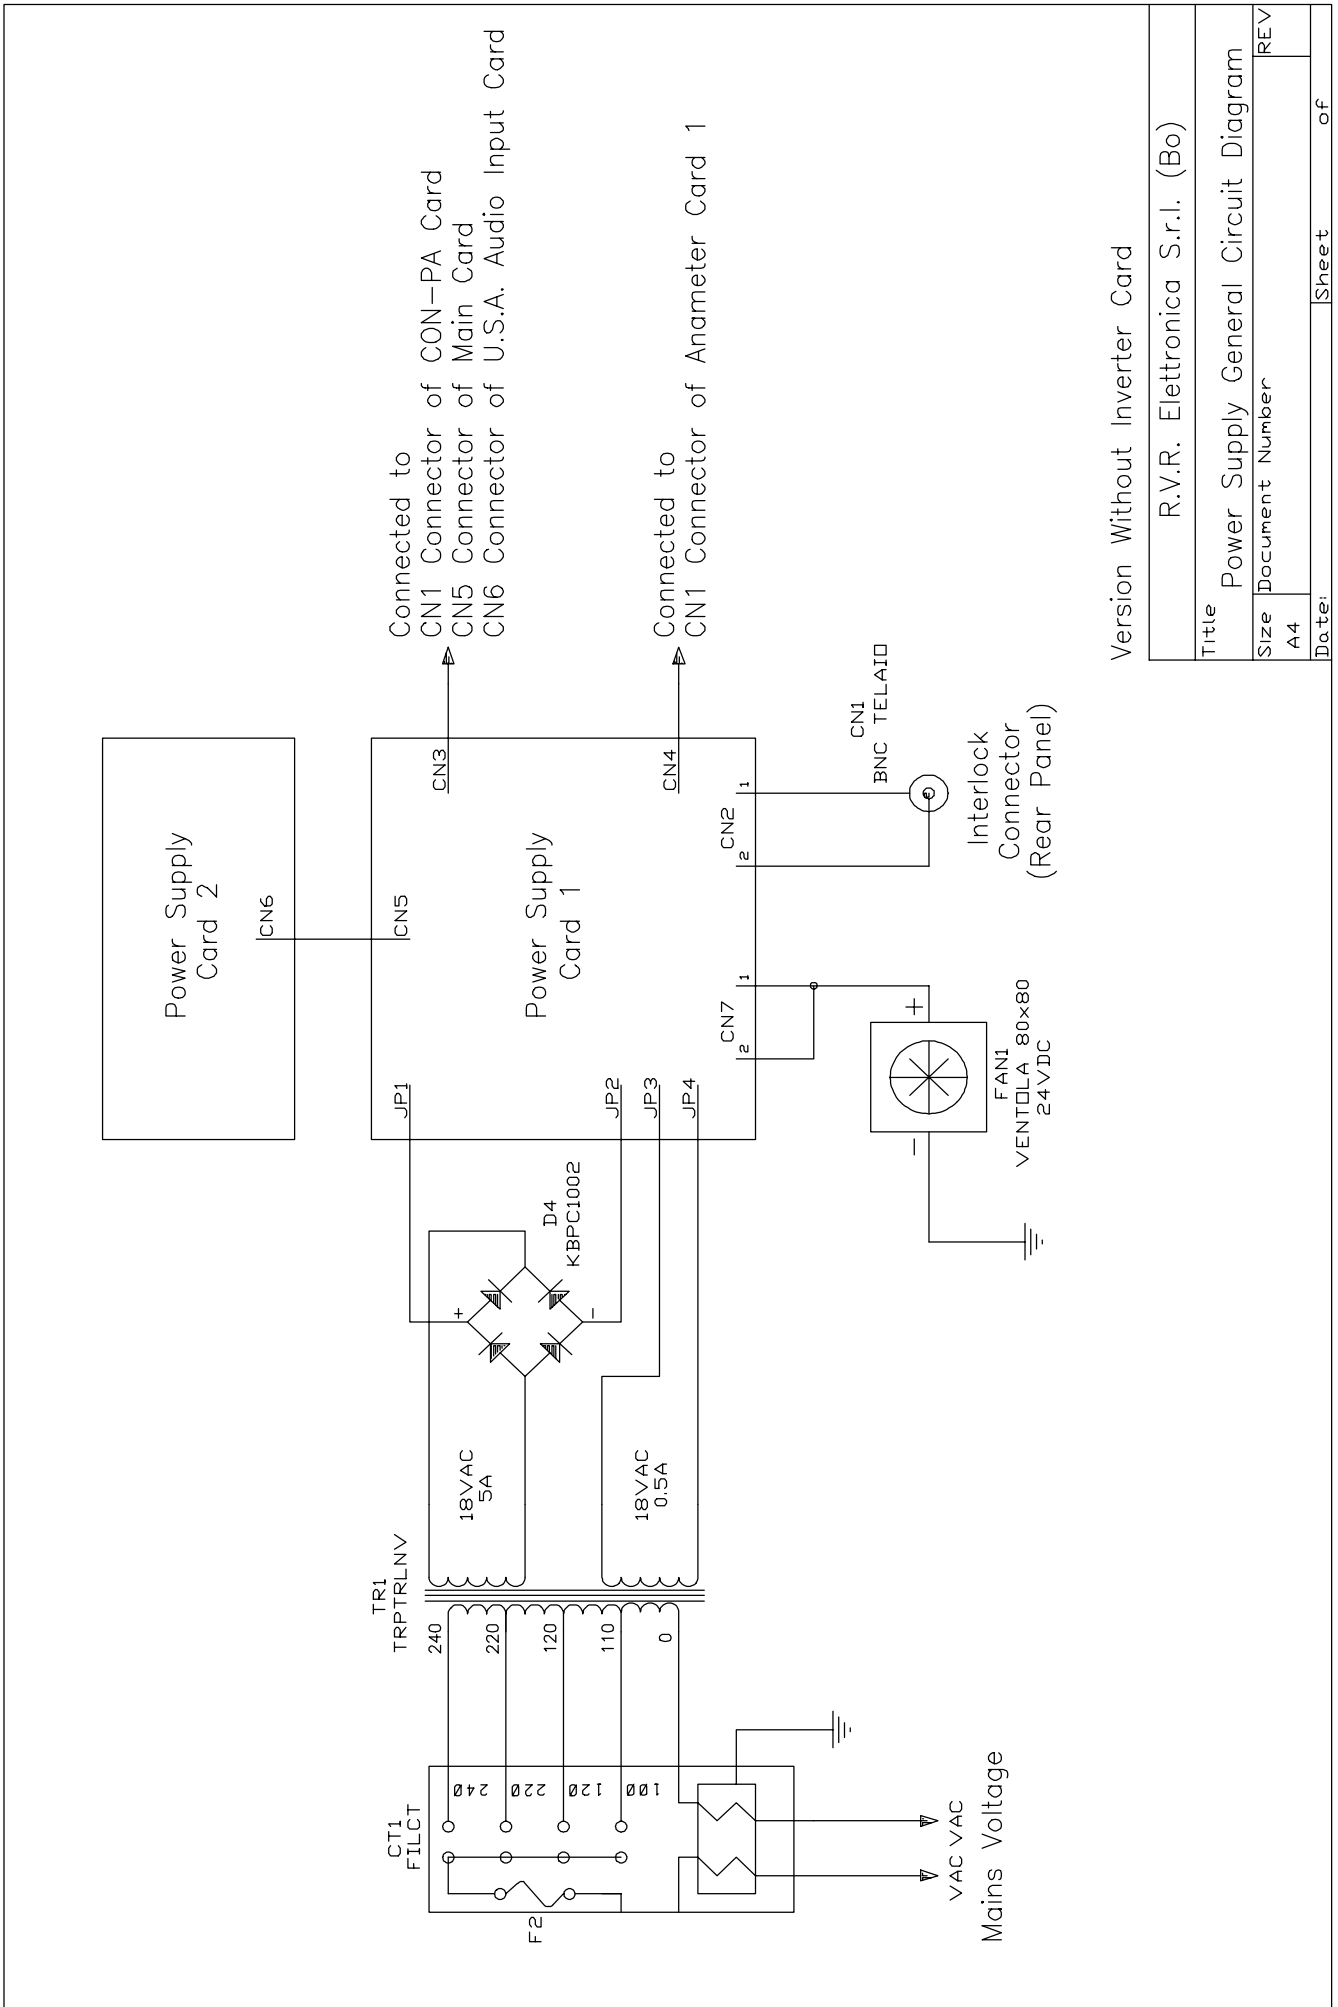 Power Supply
Card 2
CN6
CN5
Power Supply
Card 1
JP1
JP2
JP3
JP4
CN3
CN4
CN7
2
1
CN2
2
1
Connected to
CN1 Connector of CON-PA Card
CN5 Connector of Main Card
CN6 Connector of U.S.A. Audio Input Card
Connected to
CN1 Connector of Anameter Card 1
TR1
TRPTRLNV
240
220
120
110
0
18VAC
5A
18VAC
0.5A
D4
KBPC1002
+
-
CT1
FILCT
240
220
120
100
F2
VAC VAC
Mains Voltage
+
-
FAN1
VENTOLA 80x80
24VDC
CN1
BNC TELAIO
Interlock
Connector
(Rear Panel)
Version Without Inverter Card
R.V.R. Elettronica S.r.l. (Bo)
Title
Power Supply General Circuit Diagram
Size Document Number REV
A4
Date: Sheet of